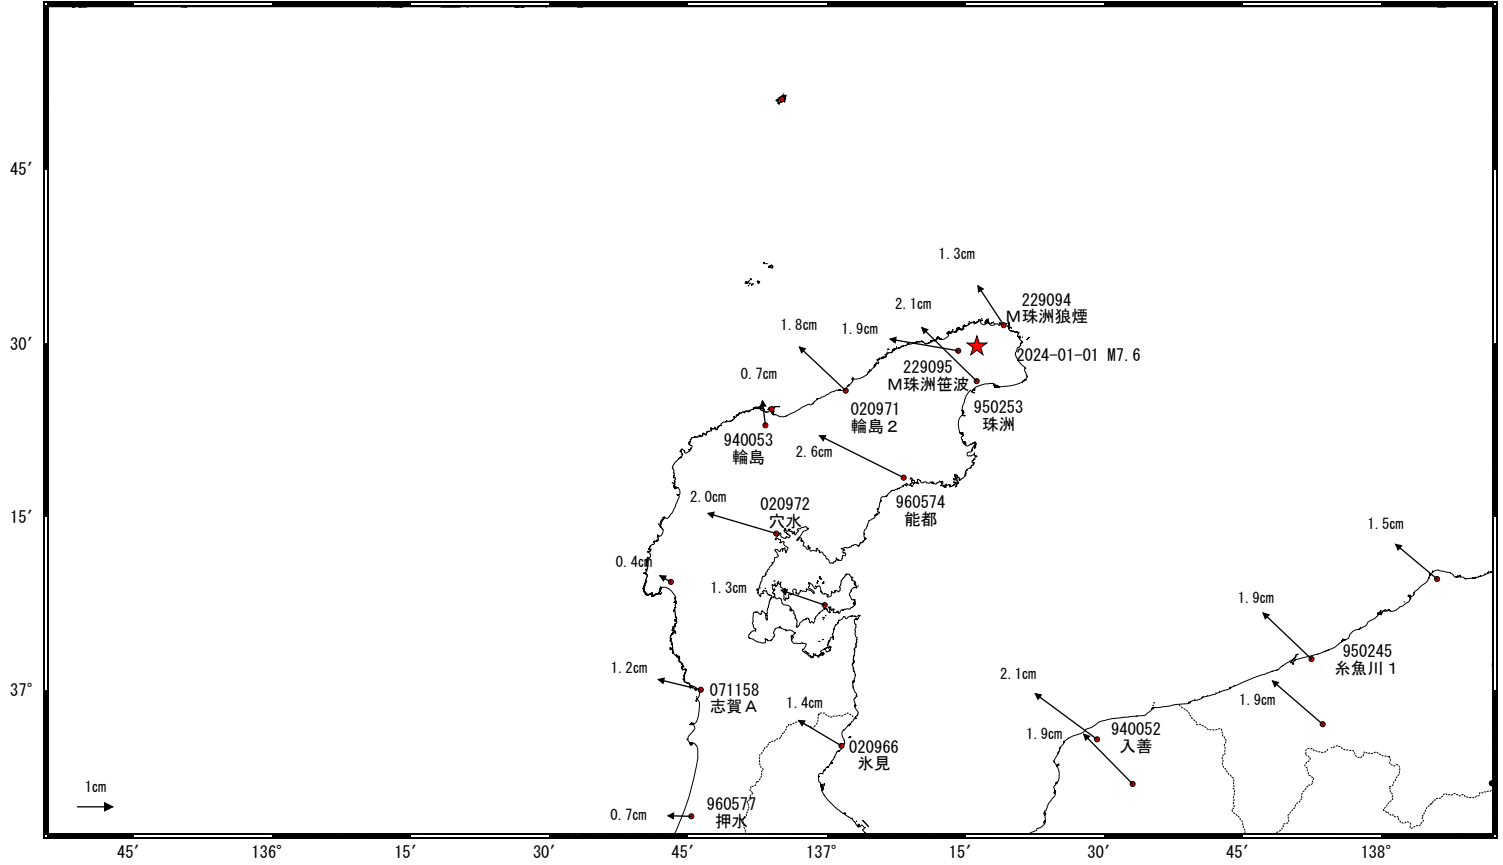 45′
30′
15′
37°
1.3cm
229094
M珠洲狼煙
2.1cm
1.8cm
1.9cm
2024-01-01 M7.6
229095
M珠洲笹波
0.7cm
950253
珠洲
020971
輪島２
940053
輪島
2.6cm
960574
能都
2.0cm
020972
穴水
1.5cm
0.4cm
1.3cm
1.9cm
950245
糸魚川１
1.2cm
071158
志賀Ａ
2.1cm
1.9cm
1.4cm
940052
入善
1.9cm
020966
氷見
1cm
960577
押水
0.7cm
45′ 136° 15′ 30′ 45′ 137° 15′ 30′ 45′ 138°